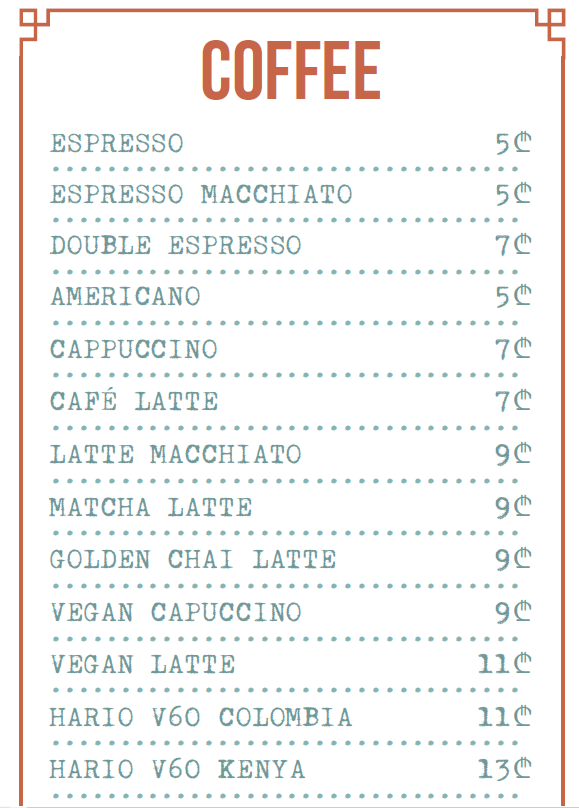 COFFEE
ESPRESSO 5₾
ESPRESSO MACCHIATO 5₾
DOUBLE ESPRESSO 7₾
AMERICANO 5₾
CAPPUCCINO 7₾
CAFÉ LATTE 7₾
LATTE MACCHIATO 9₾
MATCHA LATTE 9₾
GOLDEN CHAI LATTE 9₾
VEGAN CAPUCCINO 9₾
VEGAN LATTE 11₾
HARIO V60 COLOMBIA 11₾
HARIO V60 KENYA 13₾